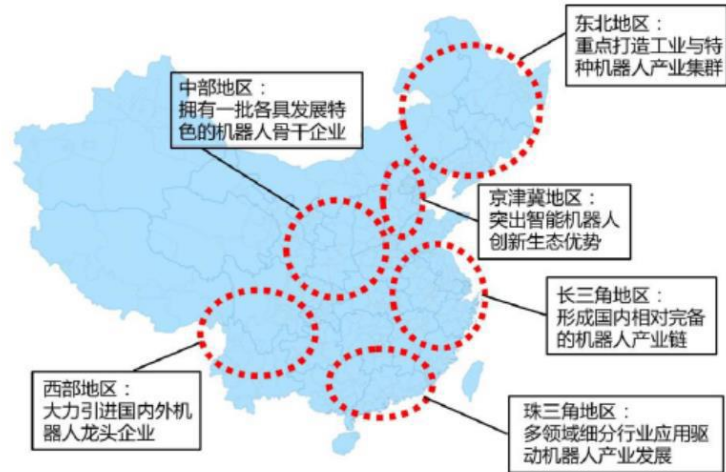 东北地区：
重点打造工业与特
种机器人产业集群
中部地区：
拥有一批各具发展特
色的机器人骨干企业
京津冀地区：
突出智能机器人
创新生态优势
长三角地区：
形成国内相对完备
的机器人产业链
西部地区：
大力引进国内外机
器人龙头企业
珠三角地区：
多领域细分行业应用驱
动机器人产业发展